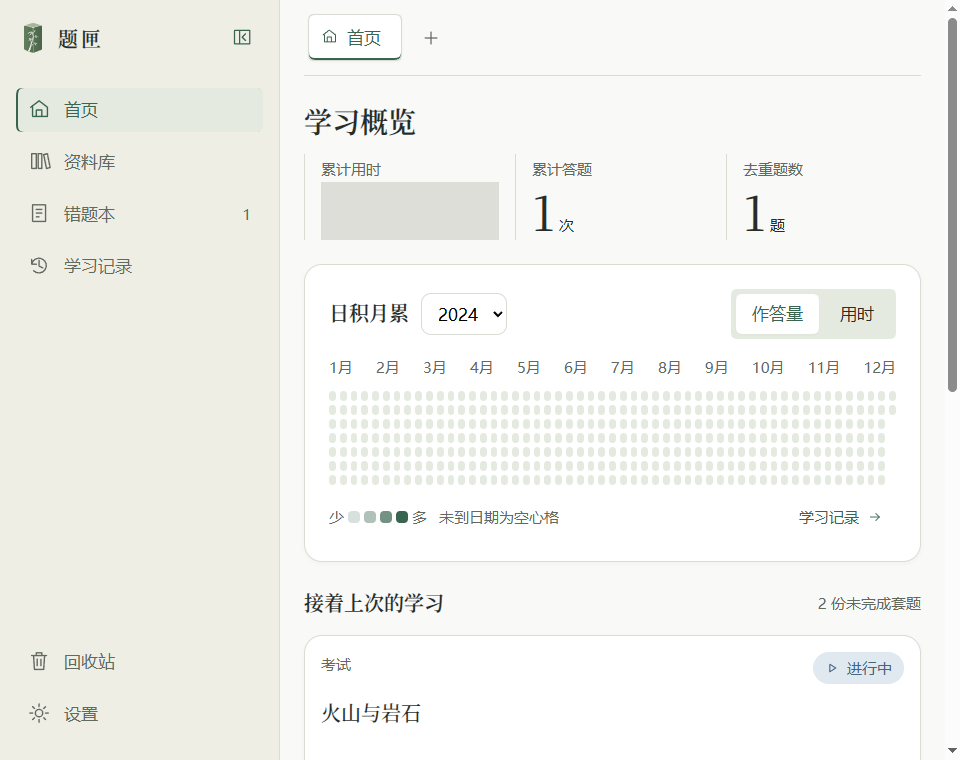 题匣
首页
首页
资料库
错题本 1
学习记录
回收站
设置
学习概览
累计用时
累计答题
1 次
去重题数
1 题
日积月累 2024 作答量 用时
1月 2月 3月 4月 5月 6月 7月 8月 9月 10月 11月 12月
少 多 未到日期为空心格 学习记录 →
接着上次的学习 2 份未完成套题
考试 进行中
火山与岩石